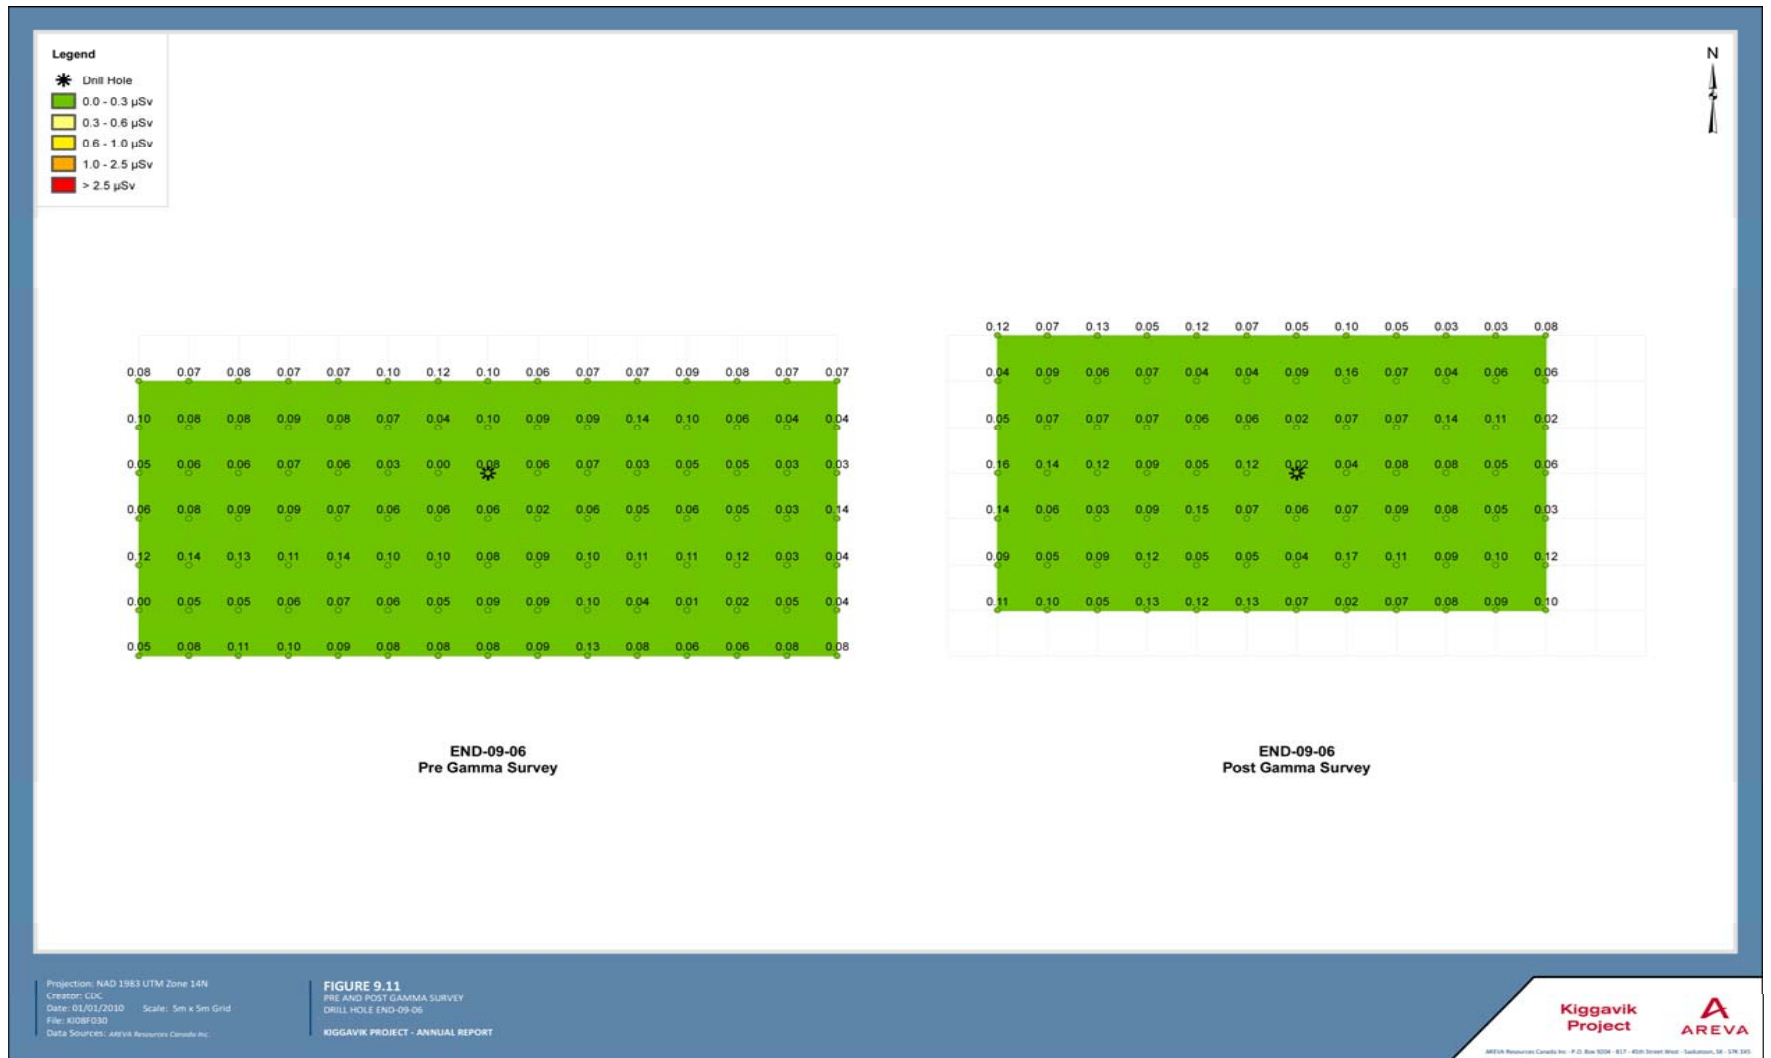 Legend
Drill Hole
0.0 - 0.3 µSv
0.3 - 0.6 µSv
0.6 - 1.0 µSv
1.0 - 2.5 µSv
> 2.5 µSv
N
0.08 0.07 0.08 0.07 0.07 0.10 0.12 0.10 0.06 0.07 0.07 0.09 0.08 0.07 0.07
0.10 0.08 0.08 0.09 0.08 0.07 0.04 0.10 0.09 0.09 0.14 0.10 0.06 0.04 0.04
0.05 0.06 0.06 0.07 0.06 0.03 0.00 0.08 0.06 0.07 0.03 0.05 0.05 0.03 0.03
0.06 0.08 0.09 0.09 0.07 0.06 0.06 0.06 0.02 0.06 0.05 0.06 0.05 0.03 0.14
0.12 0.14 0.13 0.11 0.14 0.10 0.10 0.08 0.09 0.10 0.11 0.11 0.12 0.03 0.04
0.00 0.05 0.05 0.06 0.07 0.06 0.05 0.09 0.09 0.10 0.04 0.01 0.02 0.05 0.04
0.05 0.08 0.11 0.10 0.09 0.08 0.08 0.08 0.09 0.13 0.08 0.06 0.06 0.08 0.08
END-09-06
Pre Gamma Survey
0.12 0.07 0.13 0.05 0.12 0.07 0.05 0.10 0.05 0.03 0.03 0.08
0.04 0.09 0.06 0.07 0.04 0.04 0.09 0.16 0.07 0.04 0.06 0.06
0.05 0.07 0.07 0.07 0.06 0.06 0.02 0.07 0.07 0.14 0.11 0.02
0.16 0.14 0.12 0.09 0.05 0.12 0.02 0.04 0.08 0.08 0.05 0.06
0.14 0.06 0.03 0.09 0.15 0.07 0.06 0.07 0.09 0.08 0.05 0.03
0.09 0.05 0.09 0.12 0.05 0.05 0.04 0.17 0.11 0.09 0.10 0.12
0.11 0.10 0.05 0.13 0.12 0.13 0.07 0.02 0.07 0.08 0.09 0.10
END-09-06
Post Gamma Survey
Projection: NAD 1983 UTM Zone 14N
Creator: CDC
Date: 01/01/2010 Scale: 5m x 5m Grid
File: KI08F030
Data Sources: AREVA Resources Canada Inc.
FIGURE 9.11
PRE AND POST GAMMA SURVEY
DRILL HOLE END-09-06
KIGGAVIK PROJECT - ANNUAL REPORT
Kiggavik
Project
AREVA
AREVA Resources Canada Inc - P.O. Box 9204 - 817 - 45th Street West - Saskatoon, SK - S7K 3X5